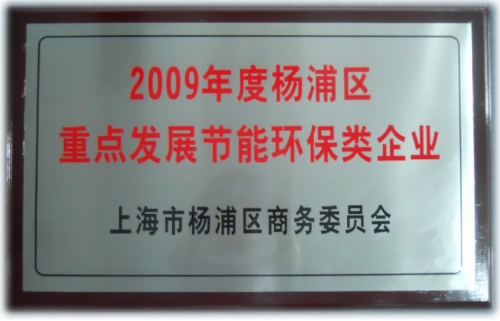 2009年度杨浦区
重点发展节能环保类企业
上海市杨浦区商务委员会